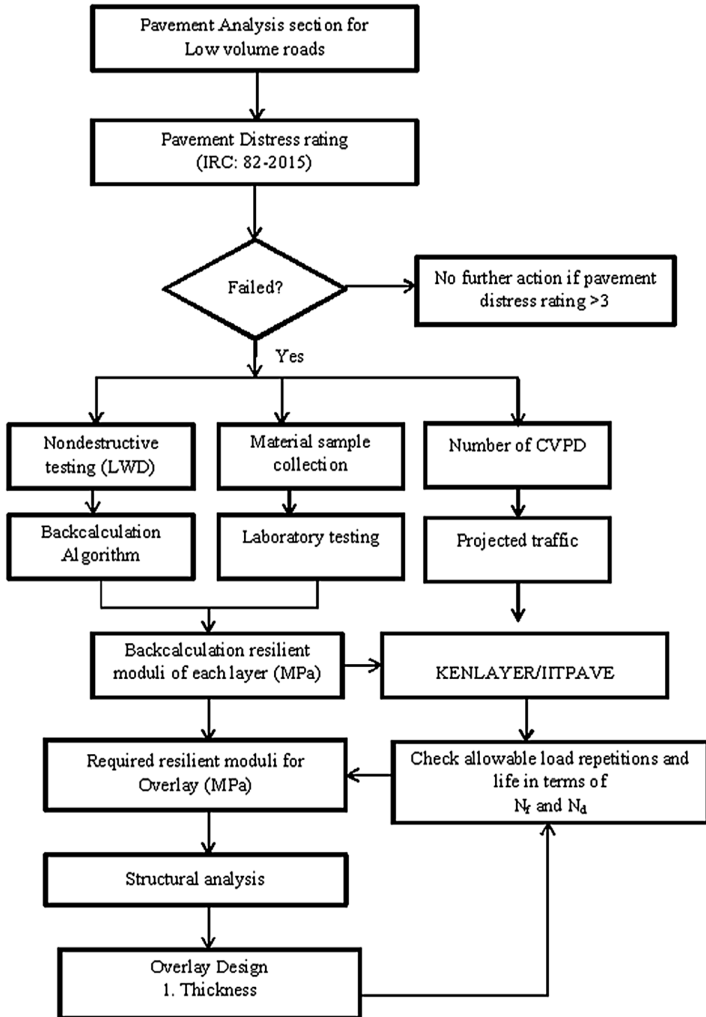 Pavement Analysis section for
Low volume roads
Pavement Distress rating
(IRC: 82-2015)
Failed?
No further action if pavement
distress rating >3
Yes
Nondestructive
testing (LWD)
Material sample
collection
Number of CVPD
Backcalculation
Algorithm
Laboratory testing
Projected traffic
Backcalculation resilient
moduli of each layer (MPa)
KENLAYER/IITPAVE
Required resilient moduli for
Overlay (MPa)
Check allowable load repetitions and
life in terms of
Nf and Nd
Structural analysis
Overlay Design
1. Thickness